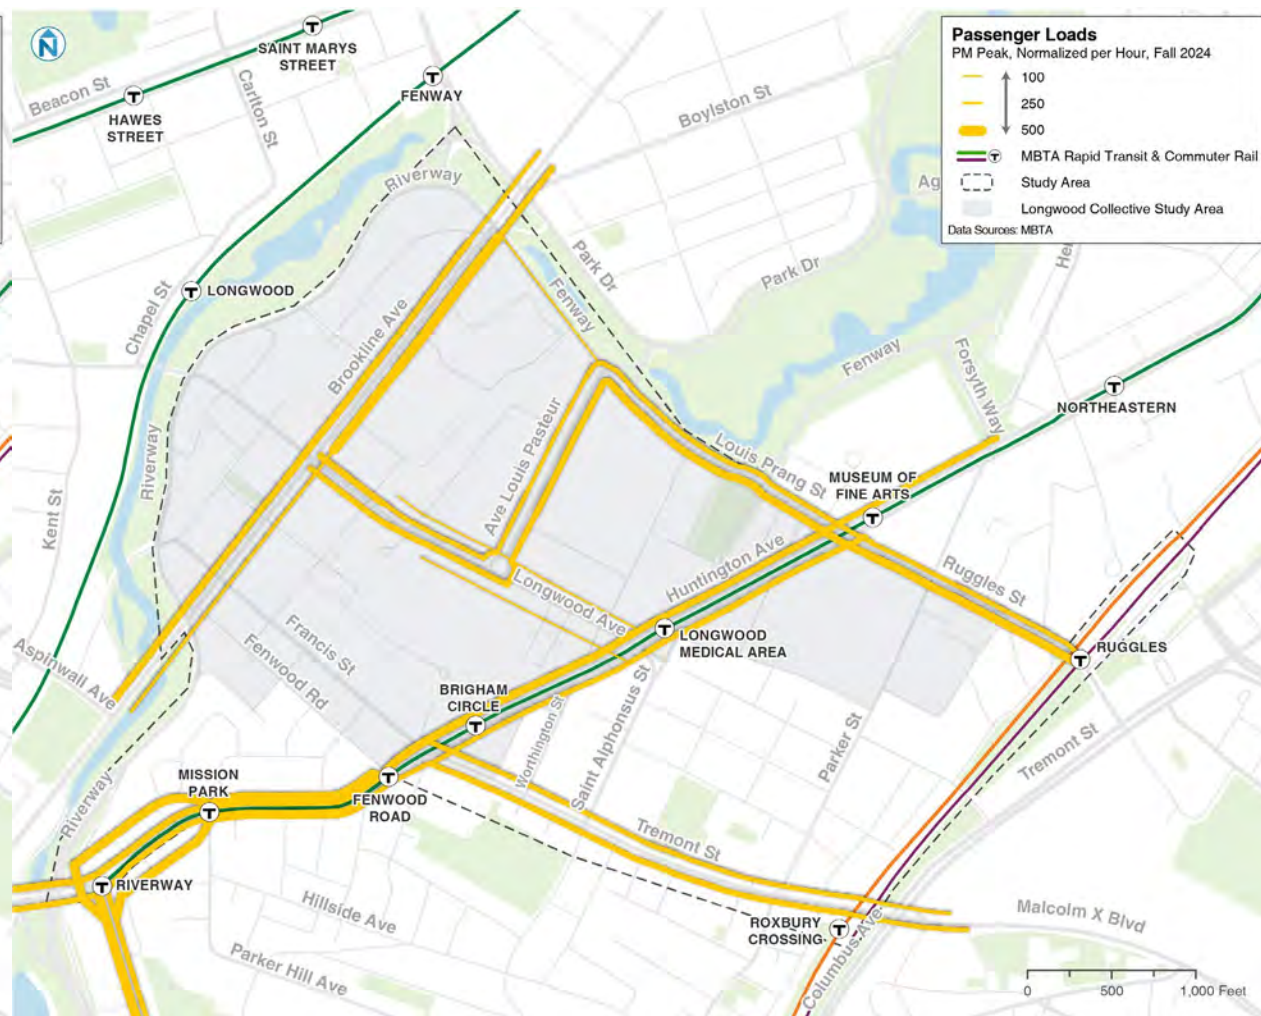 N
Passenger Loads
PM Peak, Normalized per Hour, Fall 2024
100
250
500
T
MBTA Rapid Transit & Commuter Rail
Study Area
Longwood Collective Study Area
Data Sources: MBTA
T
SAINT MARYS
STREET
Beacon St
T
HAWES
STREET
Carlton St
T
FENWAY
Boylston St
Riverway
Park Dr
Park Dr
Chapel St
T
LONGWOOD
Fenway
Fenway
Forsyth Way
Brookline Ave
T
NORTHEASTERN
Riverway
Kent St
Ave Louis Pasteur
Louis Prang St
MUSEUM OF
FINE ARTS
T
Huntington Ave
Ruggles St
Longwood Ave
T
LONGWOOD
MEDICAL AREA
T
RUGGLES
Aspinwall Ave
Francis St
Fenwood Rd
BRIGHAM
CIRCLE
T
Worthington St
Saint Alphonsus St
Parker St
Tremont St
MISSION
PARK
T
T
FENWOOD
ROAD
Riverway
Tremont St
T
RIVERWAY
Hillside Ave
Parker Hill Ave
ROXBURY
CROSSING
T
Columbus Ave
Malcolm X Blvd
0
500
1,000 Feet